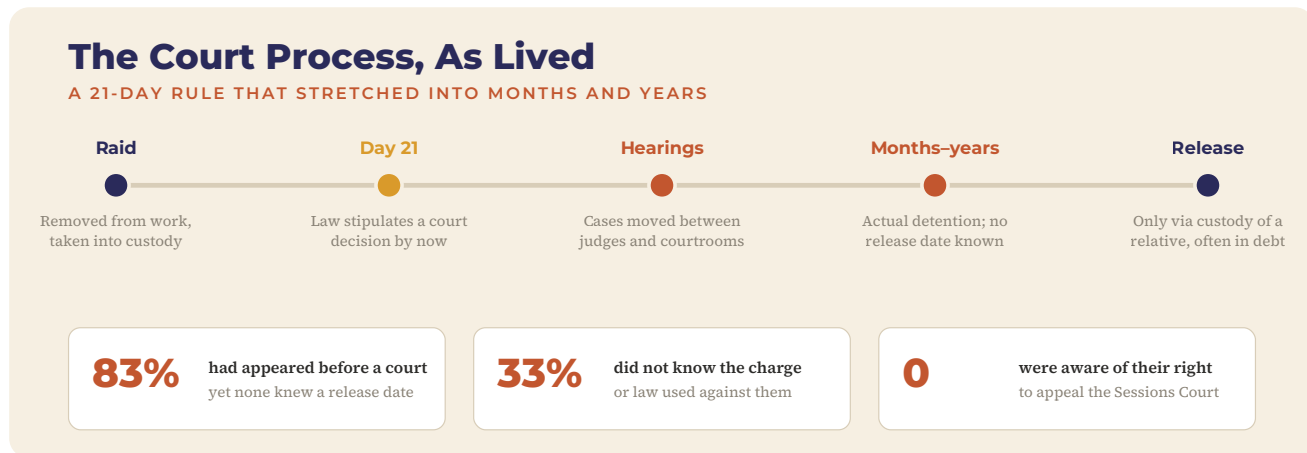 The Court Process, As Lived
A 21-DAY RULE THAT STRETCHED INTO MONTHS AND YEARS
Raid
Removed from work,
taken into custody
Day 21
Law stipulates a court
decision by now
Hearings
Cases moved between
judges and courtrooms
Months–years
Actual detention; no
release date known
Release
Only via custody of a
relative, often in debt
83%
had appeared before a court
yet none knew a release date
33%
did not know the charge
or law used against them
0
were aware of their right
to appeal the Sessions Court